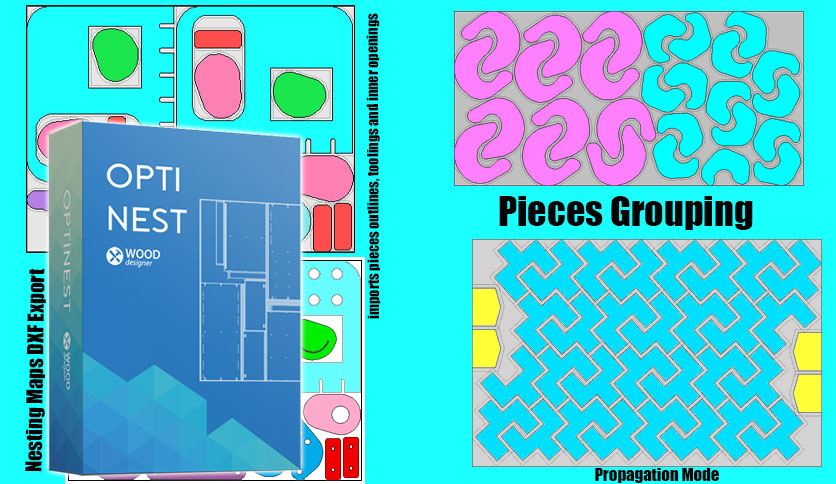 Nesting Maps DXF Export
OPTINEST
WOOD
OPTI
NEST
WOOD
designer
imports pieces outlines, toolings and inner openings
Pieces Grouping
Propagation Mode